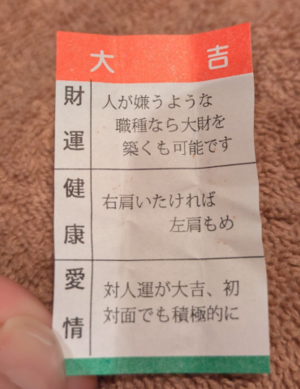 大吉
財運
人が嫌うような
職種なら大財を
築くも可能です
健康
右肩いたければ
左肩もめ
愛情
対人運が大吉、初
対面でも積極的に